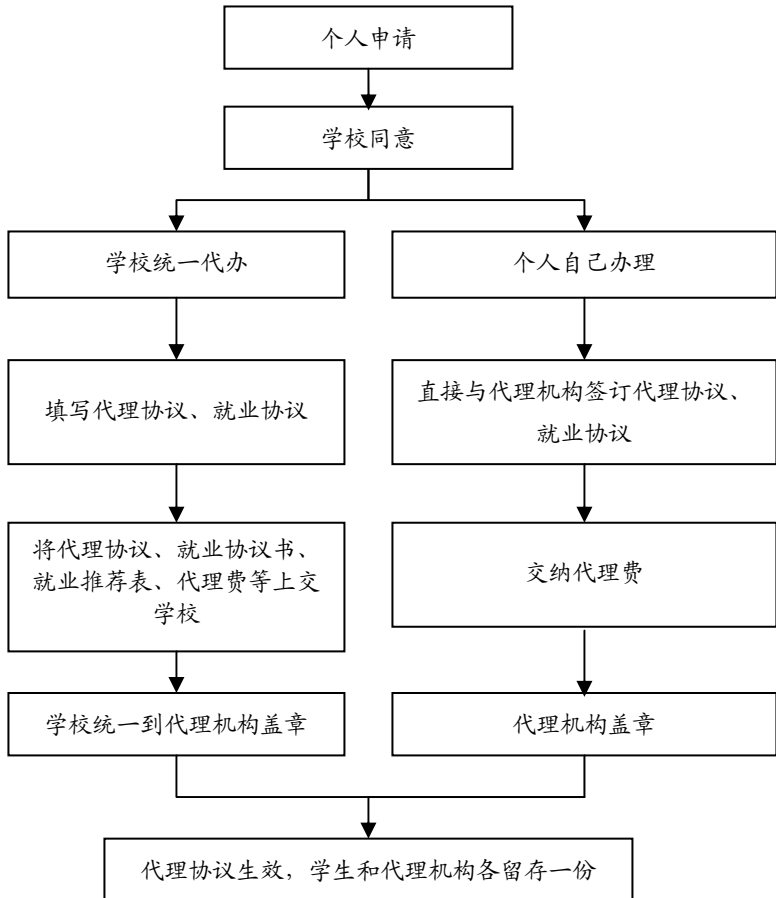 个人申请
学校同意
学校统一代办
个人自己办理
填写代理协议、就业协议
直接与代理机构签订代理协议、
就业协议
将代理协议、就业协议书、
就业推荐表、代理费等上交
学校
交纳代理费
学校统一到代理机构盖章
代理机构盖章
代理协议生效，学生和代理机构各留存一份